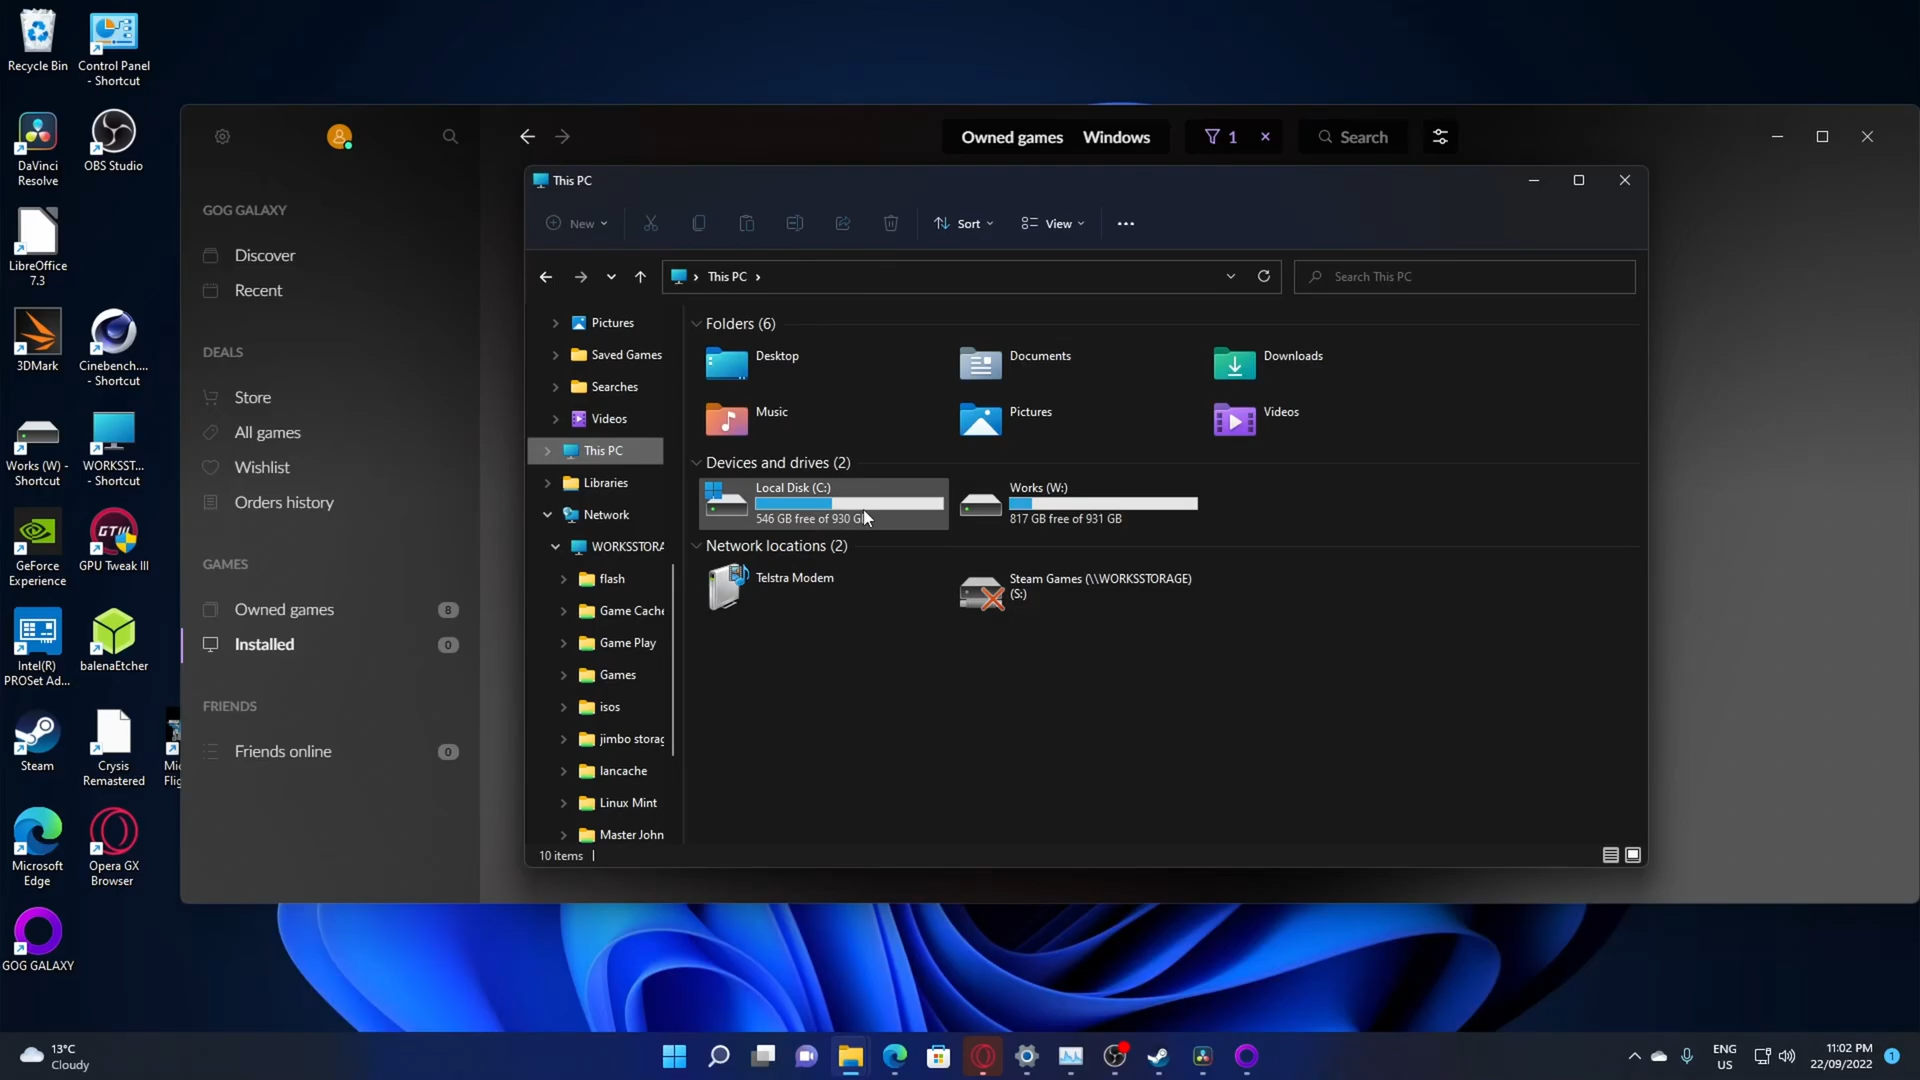 Recycle Bin
Control Panel
- Shortcut
DaVinci
Resolve
OBS Studio
LibreOffice
7.3
3DMark
Cinebench....
- Shortcut
Works (W) -
Shortcut
WORKSST...
- Shortcut
GeForce
Experience
GPU Tweak III
Intel(R)
PROSet Ad...
balenaEtcher
Steam
Crysis
Remastered
Microsoft
Edge
Opera GX
Browser
GOG GALAXY
GOG GALAXY
Discover
Recent
DEALS
Store
All games
Wishlist
Orders history
GAMES
Owned games 8
Installed 0
FRIENDS
Friends online 0
Owned games Windows
1
Search
This PC
New
Sort
View
This PC
Search This PC
Pictures
Saved Games
Searches
Videos
This PC
Libraries
Network
WORKSSTORA
flash
Game Cache
Game Play
Games
isos
jimbo storag
lancache
Linux Mint
Master John
Folders (6)
Desktop
Documents
Downloads
Music
Pictures
Videos
Devices and drives (2)
Local Disk (C:)
546 GB free of 930 G
Works (W:)
817 GB free of 931 GB
Network locations (2)
Telstra Modem
Steam Games (\\WORKSSTORAGE)
(S:)
10 items
13°C
Cloudy
ENG
US
11:02 PM
22/09/2022
1